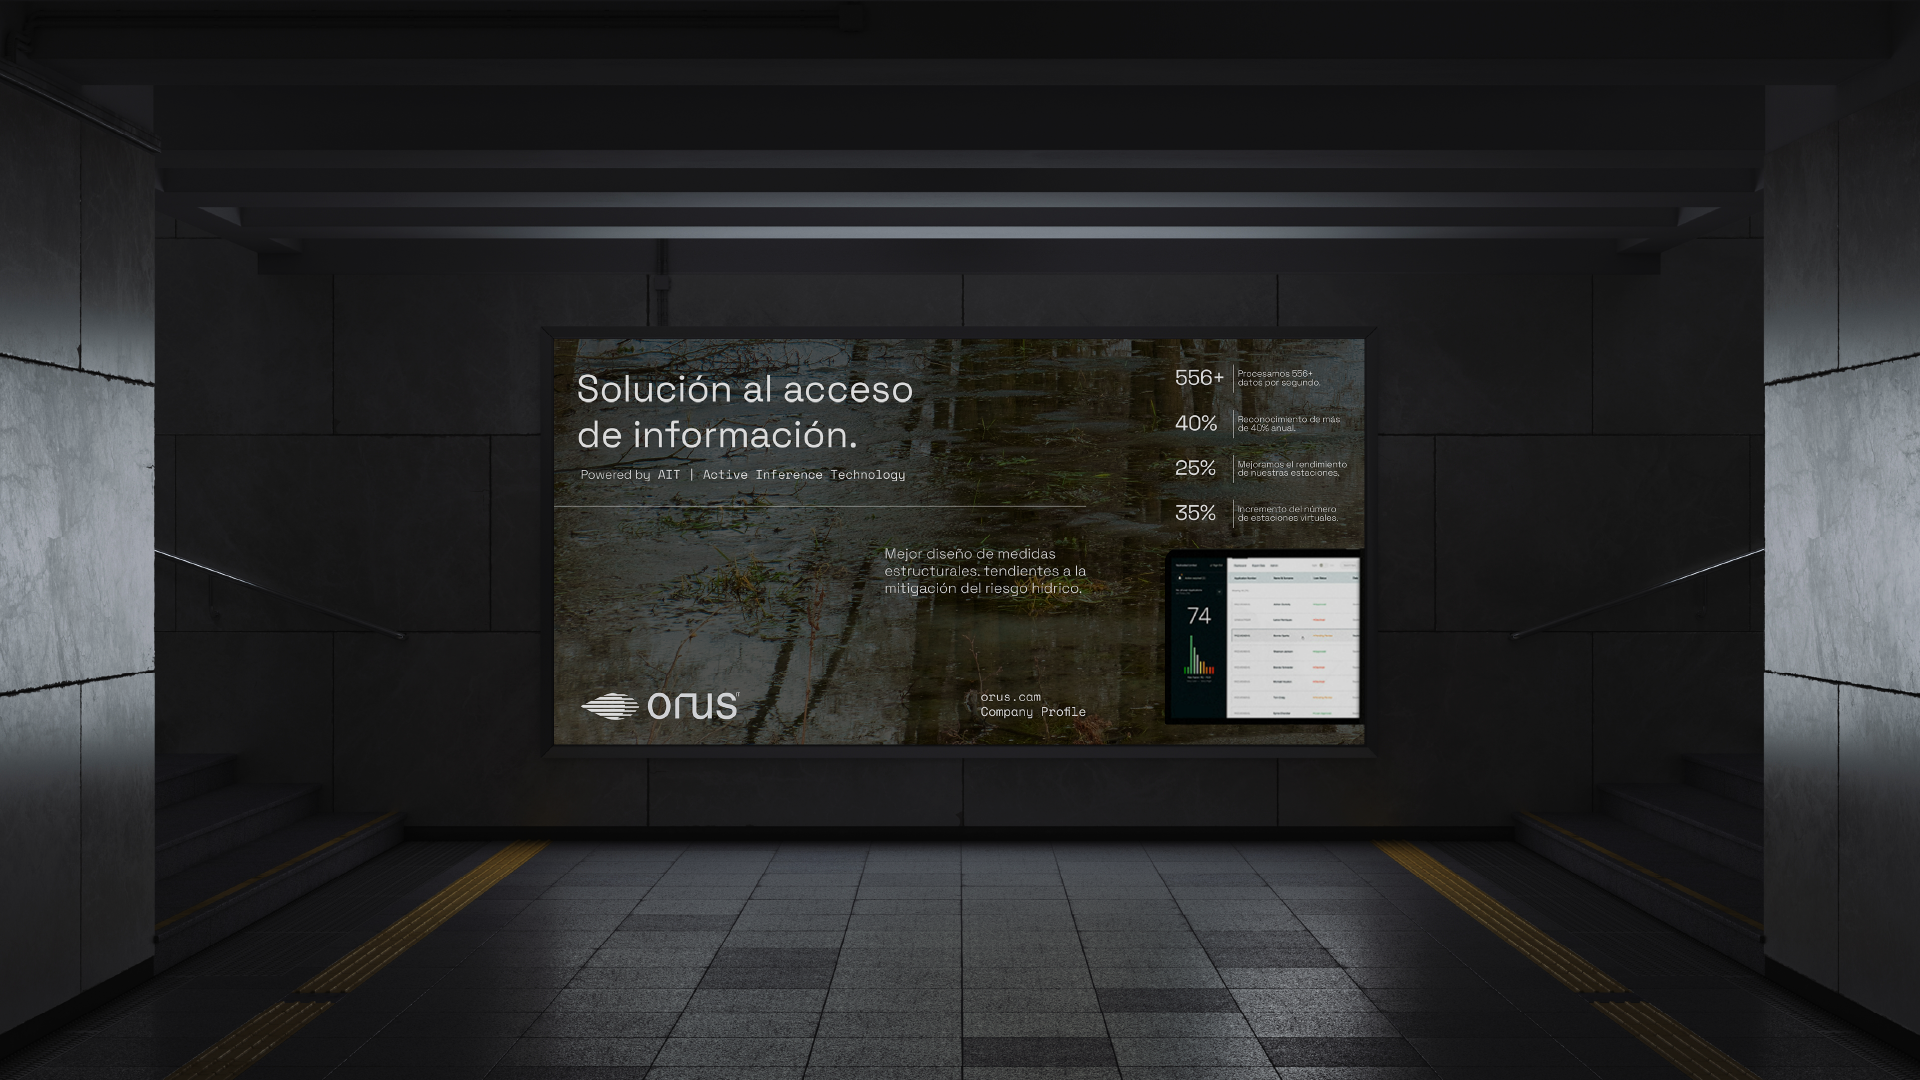 Solución al acceso
de información.
Powered by AIT | Active Inference Technology
Mejor diseño de medidas
estructurales. tendientes a la
mitigación del riesgo hídrico.
orus
orus.cam
Company Profile
556+
Procesamos 556+
datos por segundo.
40%
Reconocimiento de más
de 40% anual.
25%
Mejoramos el rendimiento
de nuestras estaciones.
35%
Incremento del número
de estaciones virtuales.
74